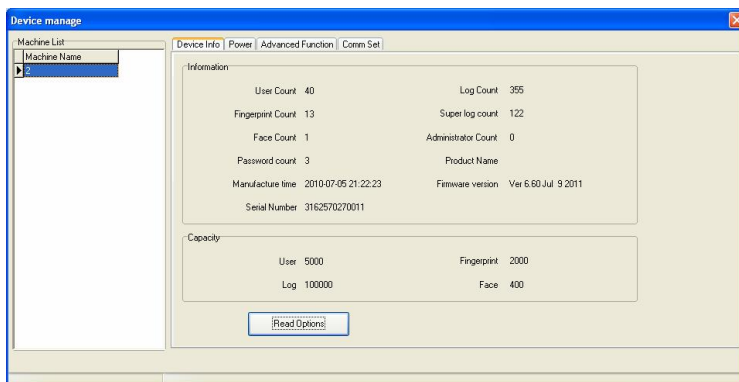 Device manage
Machine List
Machine Name
2
Device Info Power Advanced Function Comm Set
Information
User Count 40 Log Count 355
Fingerprint Count 13 Super log count 122
Face Count 1 Administrator Count 0
Password count 3 Product Name
Manufacture time 2010-07-05 21:22:23 Firmware version Ver 6.60 Jul 9 2011
Serial Number 3162570270011
Capacity
User 5000 Fingerprint 2000
Log 100000 Face 400
Read Options